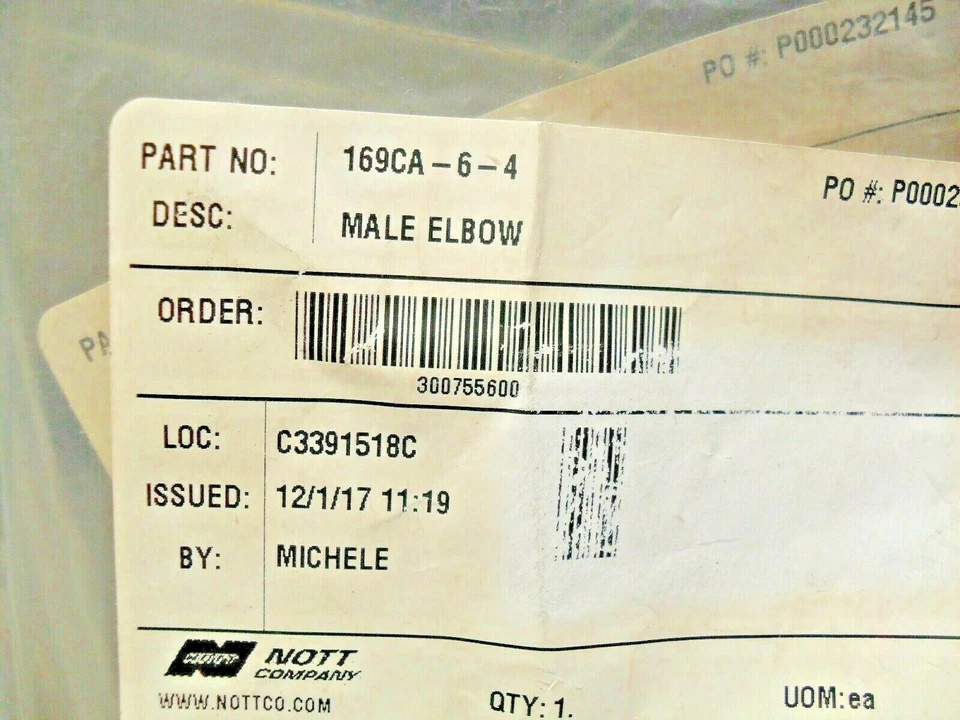 PO #: P000232145
PART NO: 169CA-6-4
PO #: P0002
DESC: MALE ELBOW
ORDER:
300755600
PA
LOC: C3391518C
ISSUED: 12/1/17 11:19
BY: MICHELE
NOTT
COMPANY
WWW.NOTTCO.COM
QTY: 1.
UOM:ea